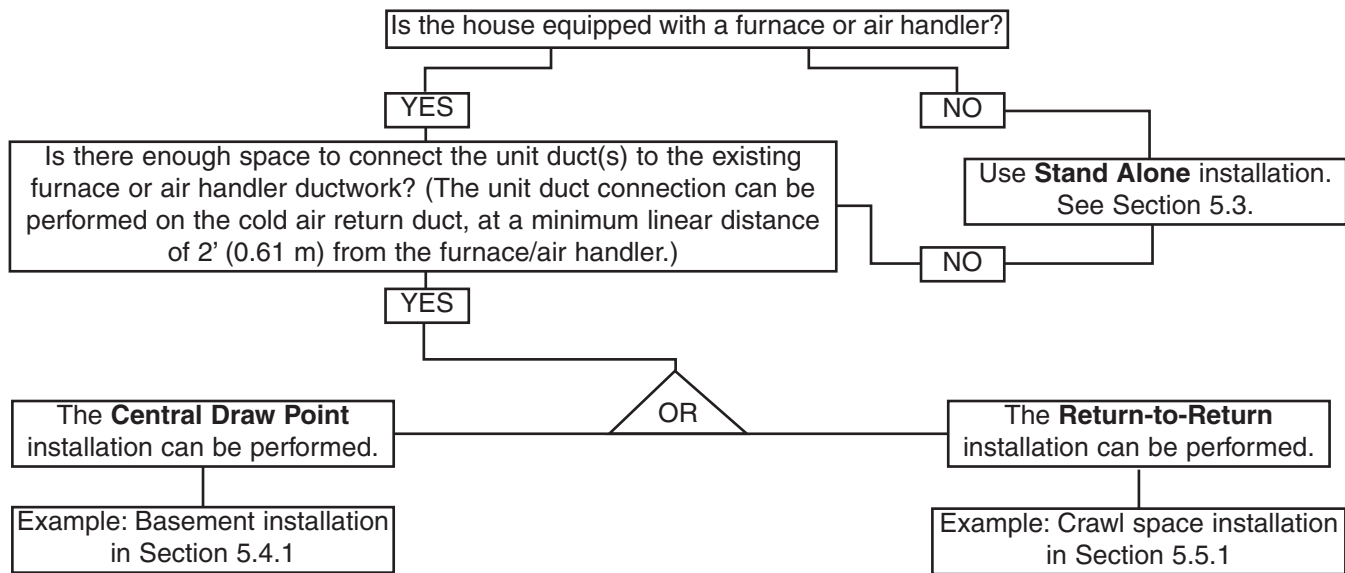 Is the house equipped with a furnace or air handler?
YES
NO
Is there enough space to connect the unit duct(s) to the existing
furnace or air handler ductwork? (The unit duct connection can be
performed on the cold air return duct, at a minimum linear distance
of 2’ (0.61 m) from the furnace/air handler.)
Use Stand Alone installation.
See Section 5.3.
NO
YES
OR
The Central Draw Point
installation can be performed.
The Return-to-Return
installation can be performed.
Example: Basement installation
in Section 5.4.1
Example: Crawl space installation
in Section 5.5.1